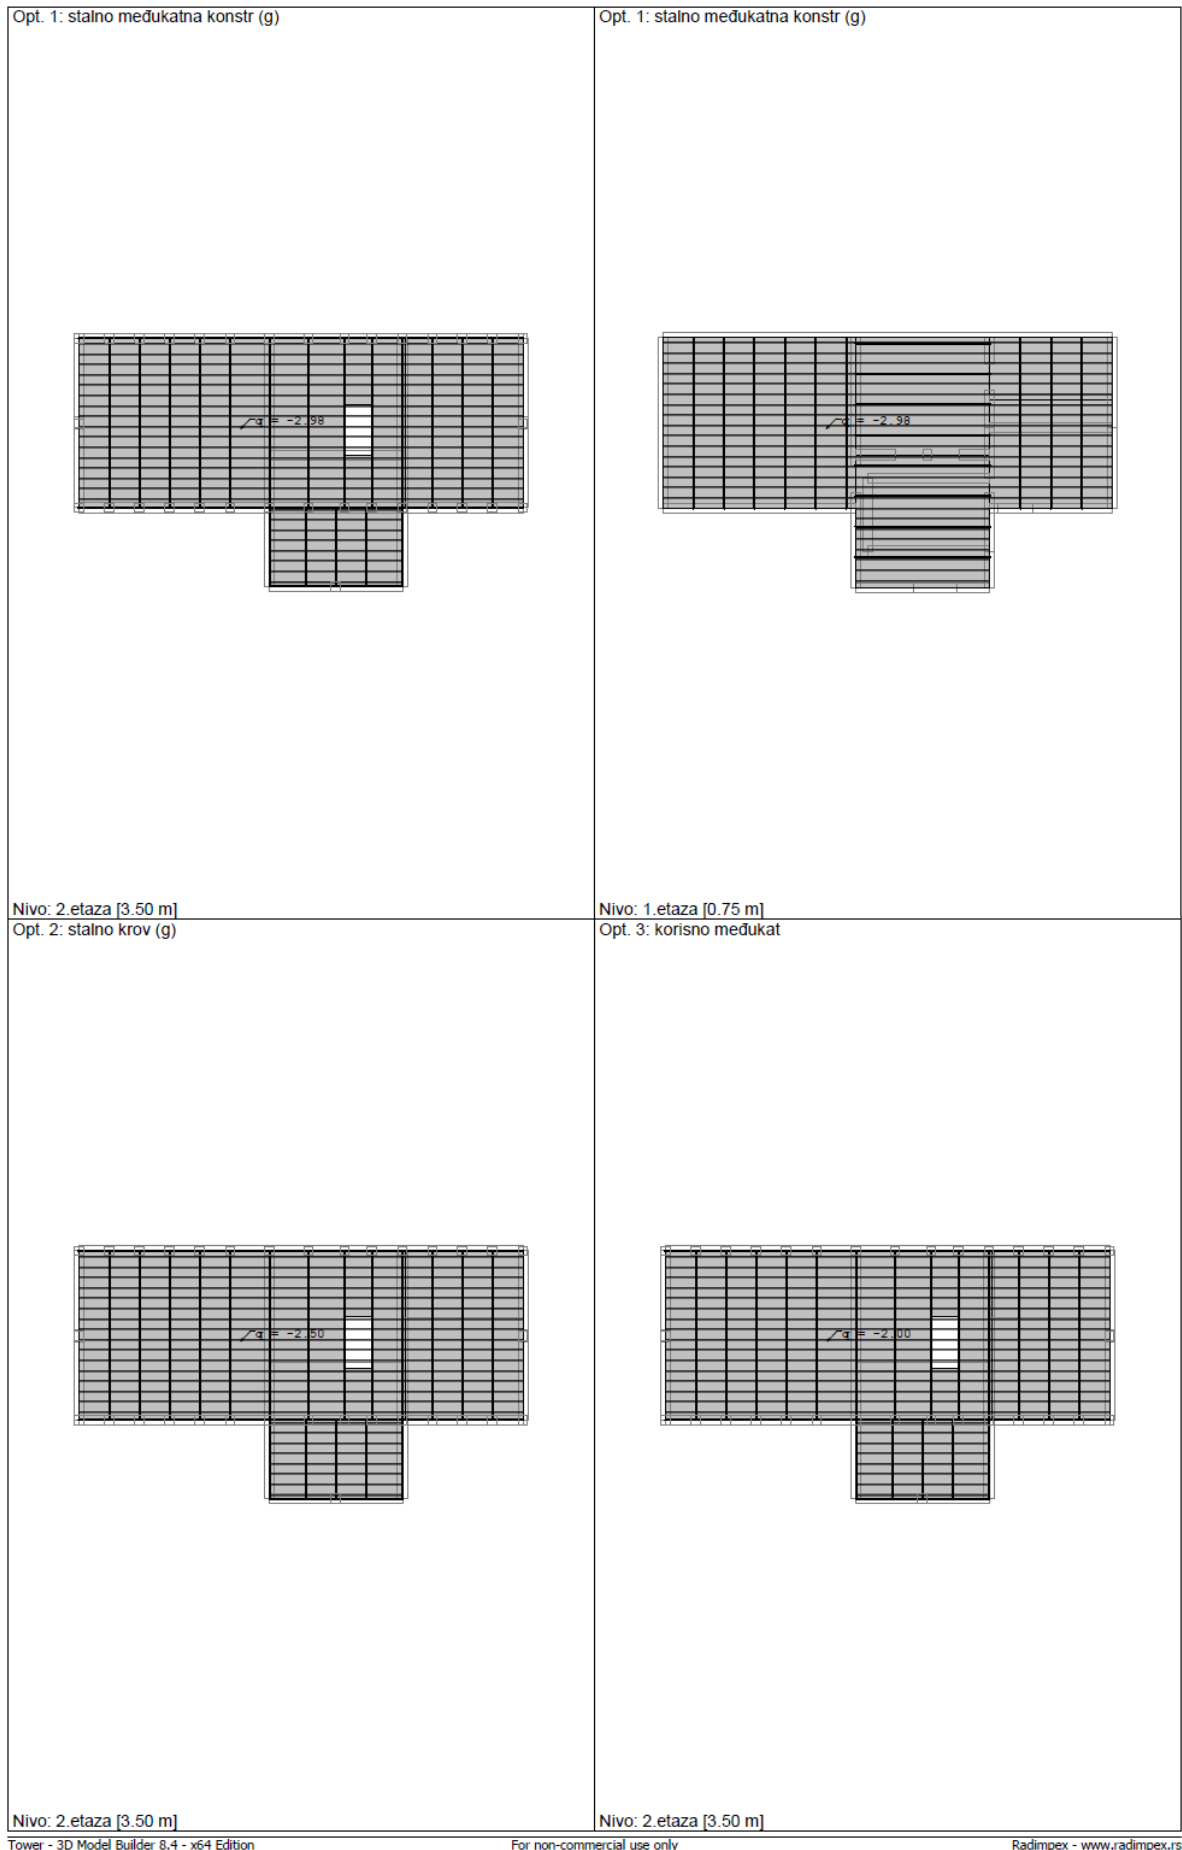 Opt. 1: stalno međukatna konstr (g)
q = -2.98
Nivo: 2.etaza [3.50 m]
Opt. 1: stalno međukatna konstr (g)
q = -2.98
Nivo: 1.etaza [0.75 m]
Opt. 2: stalno krov (g)
q = -2.50
Nivo: 2.etaza [3.50 m]
Opt. 3: korisno međukat
q = -2.00
Nivo: 2.etaza [3.50 m]
Tower - 3D Model Builder 8.4 - x64 Edition
For non-commercial use only
Radimpex - www.radimpex.rs